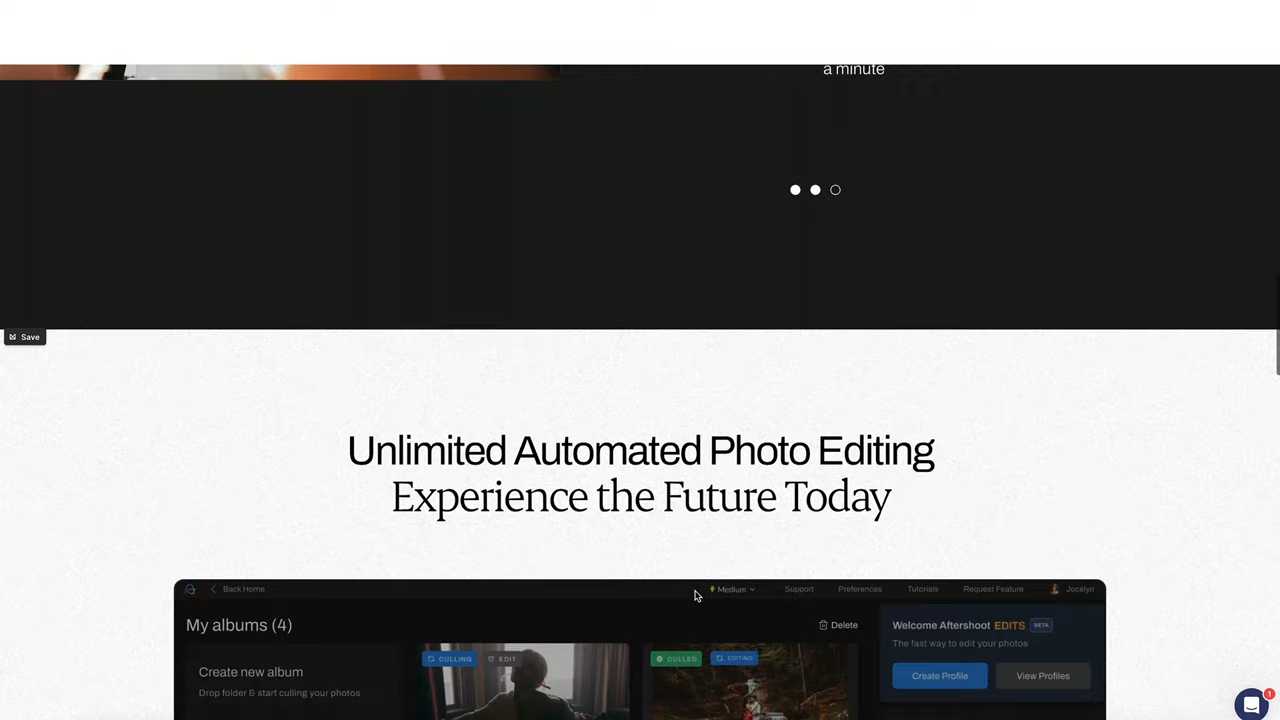 a minute
Save
Unlimited Automated Photo Editing
Experience the Future Today
Back Home
Medium
Support
Preferences
Tutorials
Request Feature
Jocelyn
My albums (4)
Delete
Welcome Aftershoot EDITS BETA
The fast way to edit your photos
Create new album
Drop folder & start culling your photos
CULLING
EDIT
CULLED
EDITING
Create Profile
View Profiles
1